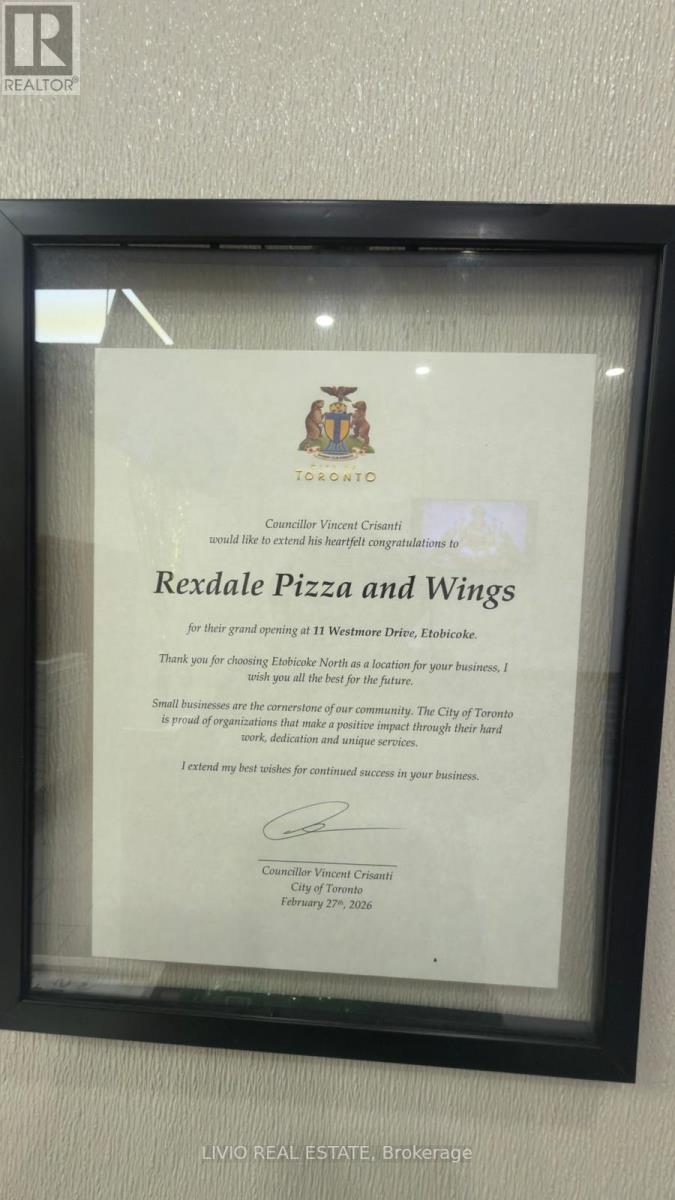 R
REALTOR®
CITY OF
TORONTO
Councillor Vincent Crisanti
would like to extend his heartfelt congratulations to
Rexdale Pizza and Wings
for their grand opening at 11 Westmore Drive, Etobicoke.
Thank you for choosing Etobicoke North as a location for your business, I
wish you all the best for the future.
Small businesses are the cornerstone of our community. The City of Toronto
is proud of organizations that make a positive impact through their hard
work, dedication and unique services.
I extend my best wishes for continued success in your business.
Councillor Vincent Crisanti
City of Toronto
February 27th, 2026
LIVIO REAL ESTATE, Brokerage